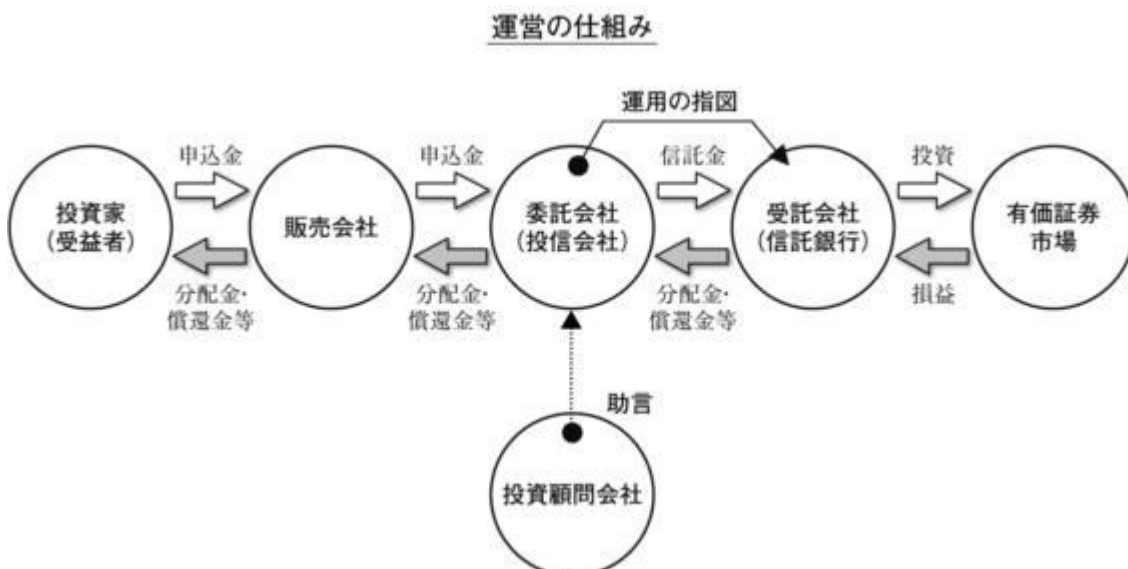 運営の仕組み
運用の指図
申込金
申込金
信託金
投資
投資家
(受益者)
販売会社
委託会社
(投信会社)
受託会社
(信託銀行)
有価証券
市場
分配金・
償還金等
分配金・
償還金等
分配金・
償還金等
損益
助言
投資顧問会社